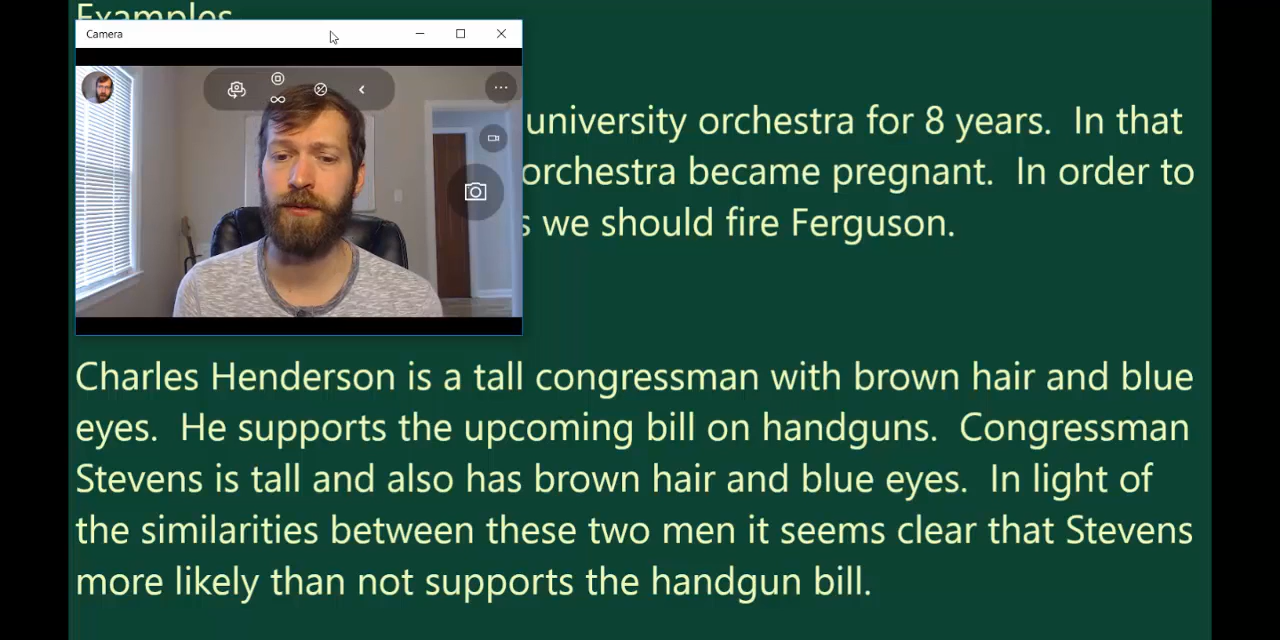 Examples
Camera
university orchestra for 8 years. In that
orchestra became pregnant. In order to
s we should fire Ferguson.
Charles Henderson is a tall congressman with brown hair and blue
eyes. He supports the upcoming bill on handguns. Congressman
Stevens is tall and also has brown hair and blue eyes. In light of
the similarities between these two men it seems clear that Stevens
more likely than not supports the handgun bill.